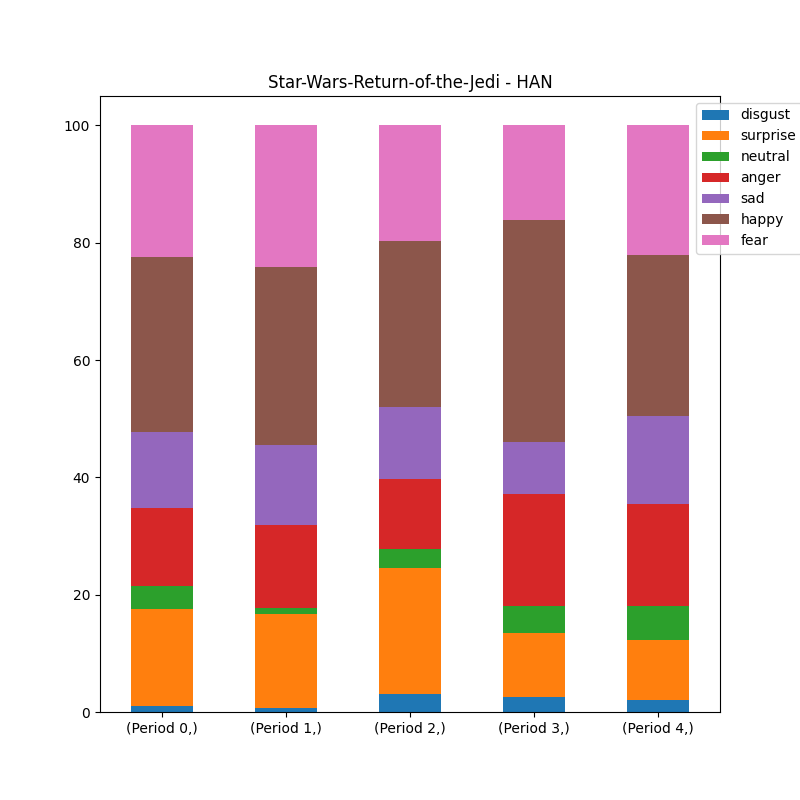 Star-Wars-Return-of-the-Jedi - HAN
100
80
60
40
20
0
(Period 0,)
(Period 1,)
(Period 2,)
(Period 3,)
(Period 4,)
disgust
surprise
neutral
anger
sad
happy
fear